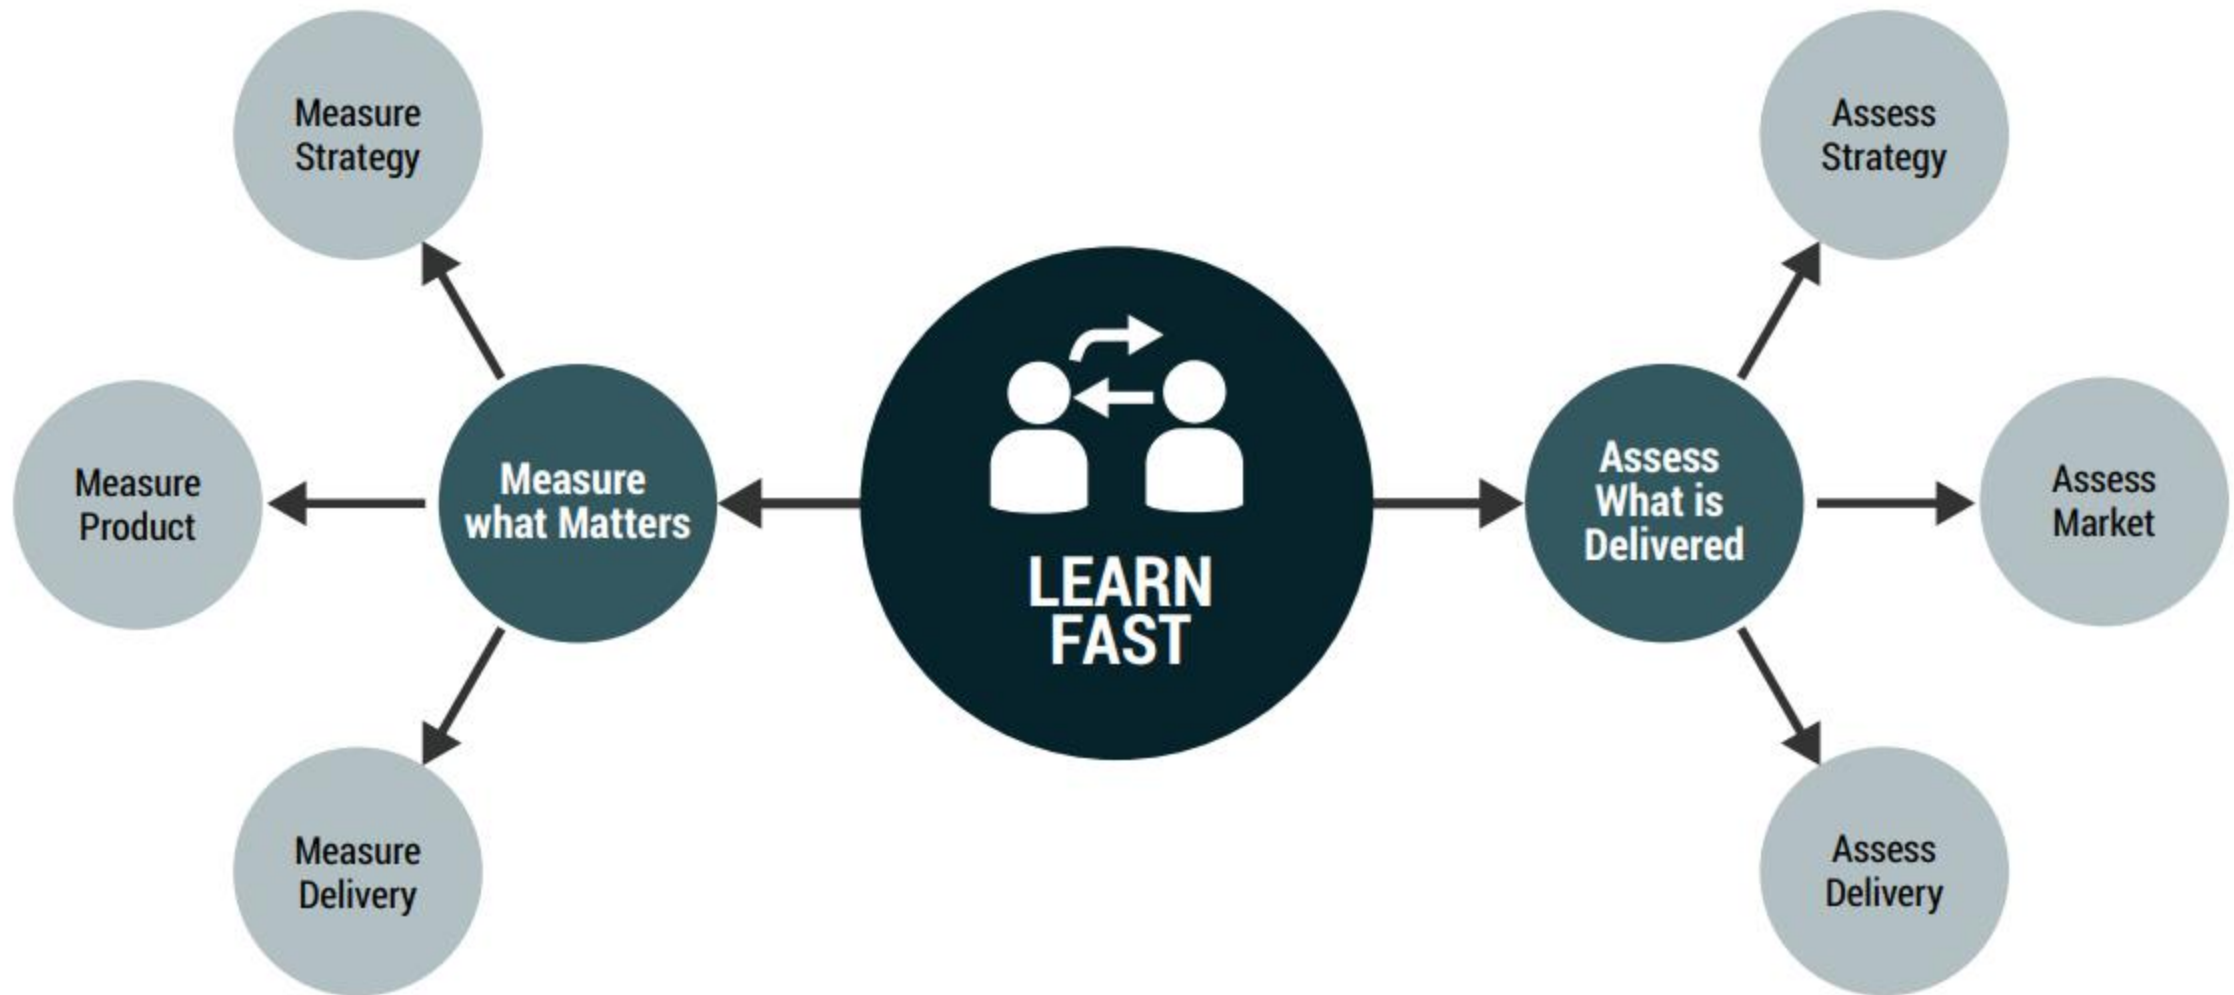 Measure
Strategy
Measure
Product
Measure
Delivery
Measure
what Matters
LEARN
FAST
Assess
What is
Delivered
Assess
Strategy
Assess
Market
Assess
Delivery